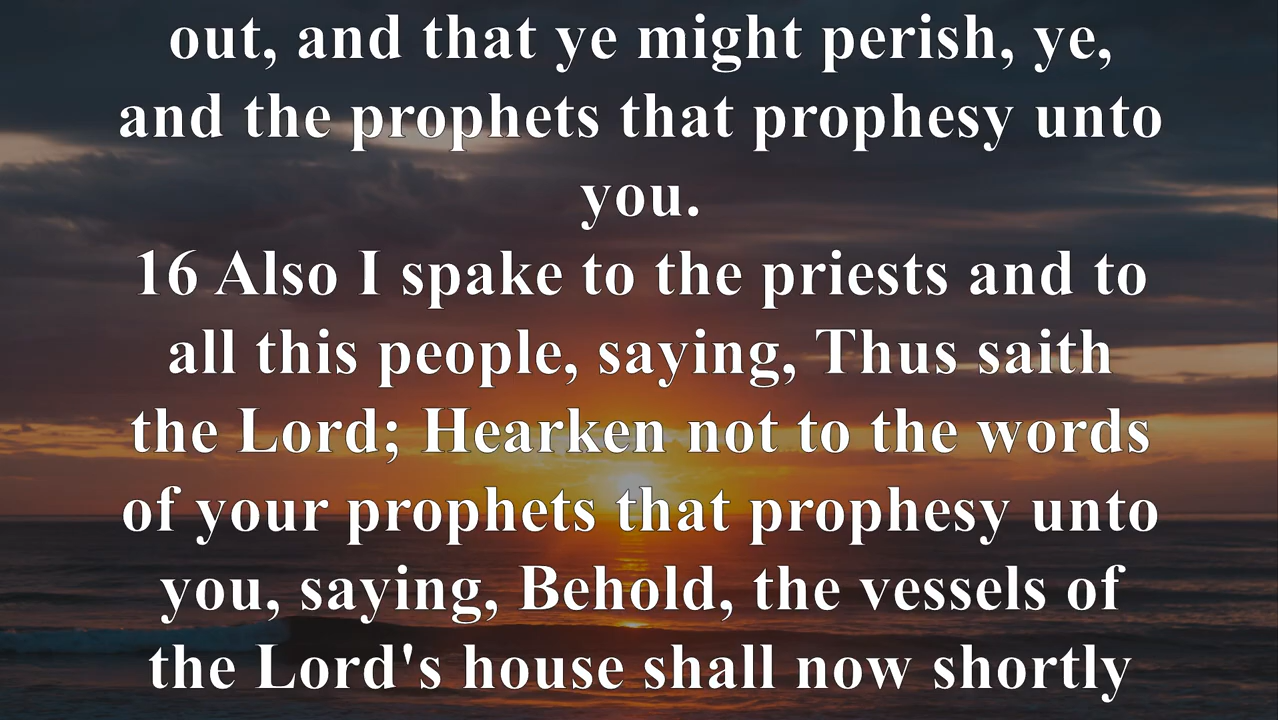 out, and that ye might perish, ye,
and the prophets that prophesy unto
you.
16 Also I spake to the priests and to
all this people, saying, Thus saith
the Lord; Hearken not to the words
of your prophets that prophesy unto
you, saying, Behold, the vessels of
the Lord's house shall now shortly